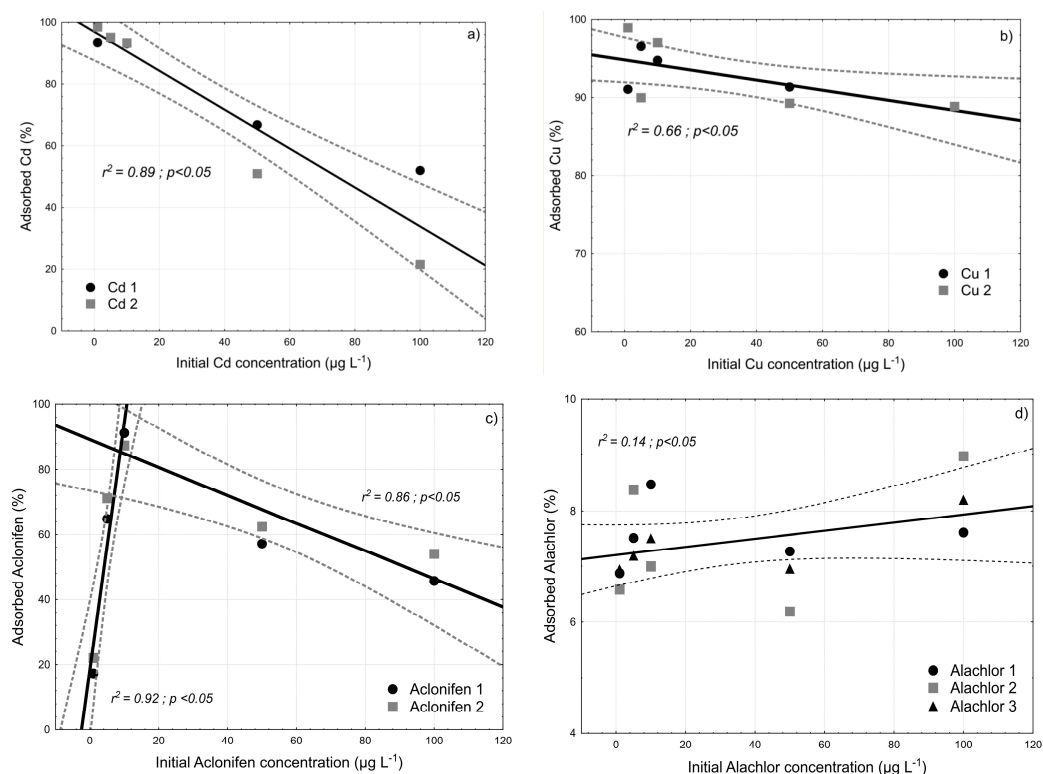 a)
100
80
60
40
20
0
Adsorbed Cd (%)
r² = 0.89 ; p<0.05
Cd 1
Cd 2
0 20 40 60 80 100 120
Initial Cd concentration (µg L⁻¹)
b)
100
90
80
70
60
Adsorbed Cu (%)
r² = 0.66 ; p<0.05
Cu 1
Cu 2
0 20 40 60 80 100 120
Initial Cu concentration (µg L⁻¹)
c)
100
80
60
40
20
0
Adsorbed Aclonifen (%)
r² = 0.86 ; p<0.05
r² = 0.92 ; p <0.05
Aclonifen 1
Aclonifen 2
0 20 40 60 80 100 120
Initial Aclonifen concentration (µg L⁻¹)
d)
10
8
6
4
Adsorbed Alachlor (%)
r² = 0.14 ; p<0.05
Alachlor 1
Alachlor 2
Alachlor 3
0 20 40 60 80 100 120
Initial Alachlor concentration (µg L⁻¹)